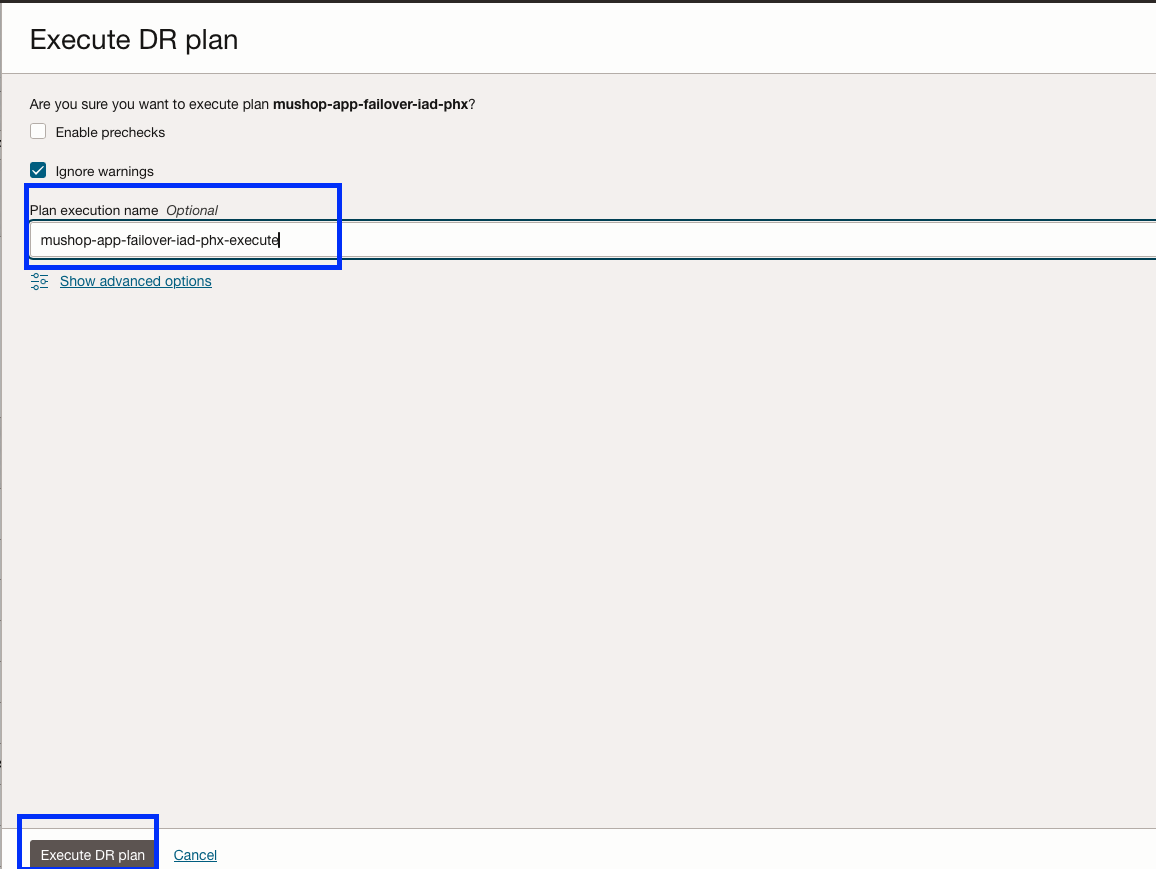 Execute DR plan
Are you sure you want to execute plan mushop-app-failover-iad-phx?
Enable prechecks
Ignore warnings
Plan execution name Optional
mushop-app-failover-iad-phx-execute
Show advanced options
Execute DR plan Cancel